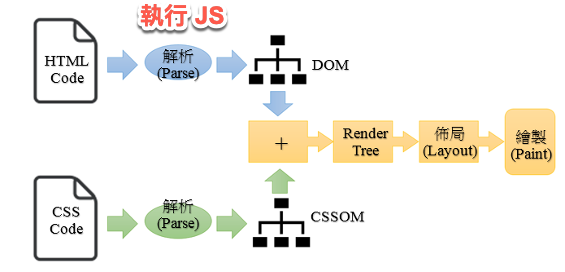 執行 JS
HTML
Code
解析
(Parse)
DOM
+
Render
Tree
佈局
(Layout)
繪製
(Paint)
CSS
Code
解析
(Parse)
CSSOM